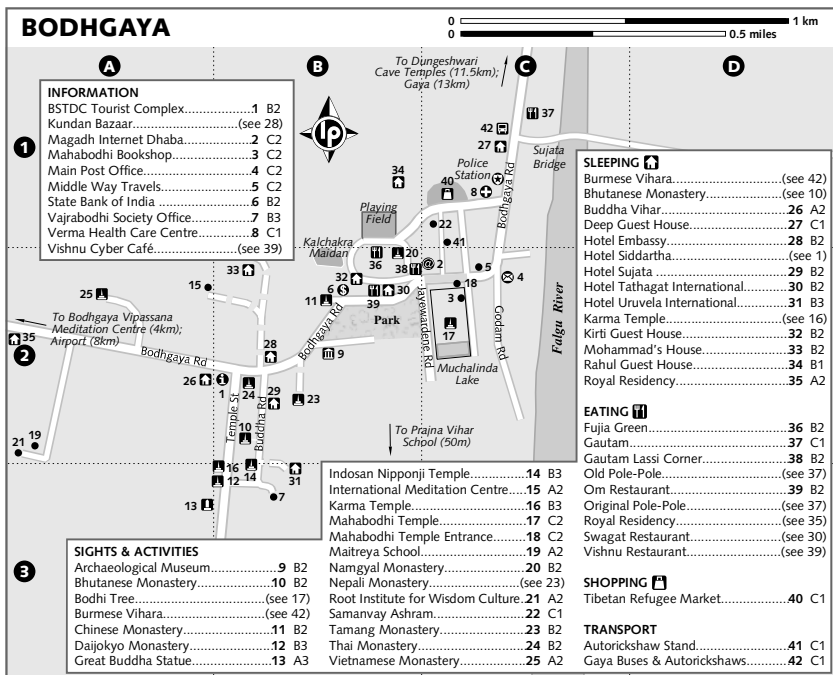 BODHGAYA
0 1 km
0 0.5 miles
A
B
C
D
1
2
3
To Dungeshwari
Cave Temples (11.5km);
Gaya (13km)
INFORMATION
BSTDC Tourist Complex 1 B2
Kundan Bazaar (see 28)
Magadh Internet Dhaba 2 C2
Mahabodhi Bookshop 3 C2
Main Post Office 4 C2
Middle Way Travels 5 C2
State Bank of India 6 B2
Vajrabodhi Society Office 7 B3
Verma Health Care Centre 8 C1
Vishnu Cyber Café (see 39)
lp
37
42
27
Sujata
Bridge
Police
Station
34
40
8
Bodhgaya Rd
Playing
Field
22
41
Kalchakra
Maidan
36
20
38
@ 2
5
4
33
32
15
6 $
39
30
18
25
11
3
Park
17
Jayewardene Rd
Godam Rd
Falgu River
Muchalinda
Lake
To Bodhgaya Vipassana
Meditation Centre (4km);
Airport (8km)
35
Bodhgaya Rd
Bodhgaya Rd
28
9
26
1
24
29
23
Temple St
Buddha Rd
10
To Prajna Vihar
School (50m)
21 19
16
14
31
12
13
7
SIGHTS & ACTIVITIES
Archaeological Museum 9 B2
Bhutanese Monastery 10 B2
Bodhi Tree (see 17)
Burmese Vihara (see 42)
Chinese Monastery 11 B2
Daijokyo Monastery 12 B3
Great Buddha Statue 13 A3
Indosan Nipponji Temple 14 B3
International Meditation Centre 15 A2
Karma Temple 16 B3
Mahabodhi Temple 17 C2
Mahabodhi Temple Entrance 18 C2
Maitreya School 19 A2
Namgyal Monastery 20 B2
Nepali Monastery (see 23)
Root Institute for Wisdom Culture 21 A2
Samanvay Ashram 22 C1
Tamang Monastery 23 B2
Thai Monastery 24 B2
Vietnamese Monastery 25 A2
SLEEPING
Burmese Vihara (see 42)
Bhutanese Monastery (see 10)
Buddha Vihar 26 A2
Deep Guest House 27 C1
Hotel Embassy 28 B2
Hotel Siddartha (see 1)
Hotel Sujata 29 B2
Hotel Tathagat International 30 B2
Hotel Uruvela International 31 B3
Karma Temple (see 16)
Kirti Guest House 32 B2
Mohammad's House 33 B2
Rahul Guest House 34 B1
Royal Residency 35 A2
EATING
Fujia Green 36 B2
Gautam 37 C1
Gautam Lassi Corner 38 B2
Old Pole-Pole (see 37)
Om Restaurant 39 B2
Original Pole-Pole (see 37)
Royal Residency (see 35)
Swagat Restaurant (see 30)
Vishnu Restaurant (see 39)
SHOPPING
Tibetan Refugee Market 40 C1
TRANSPORT
Autorickshaw Stand 41 C1
Gaya Buses & Autorickshaws 42 C1